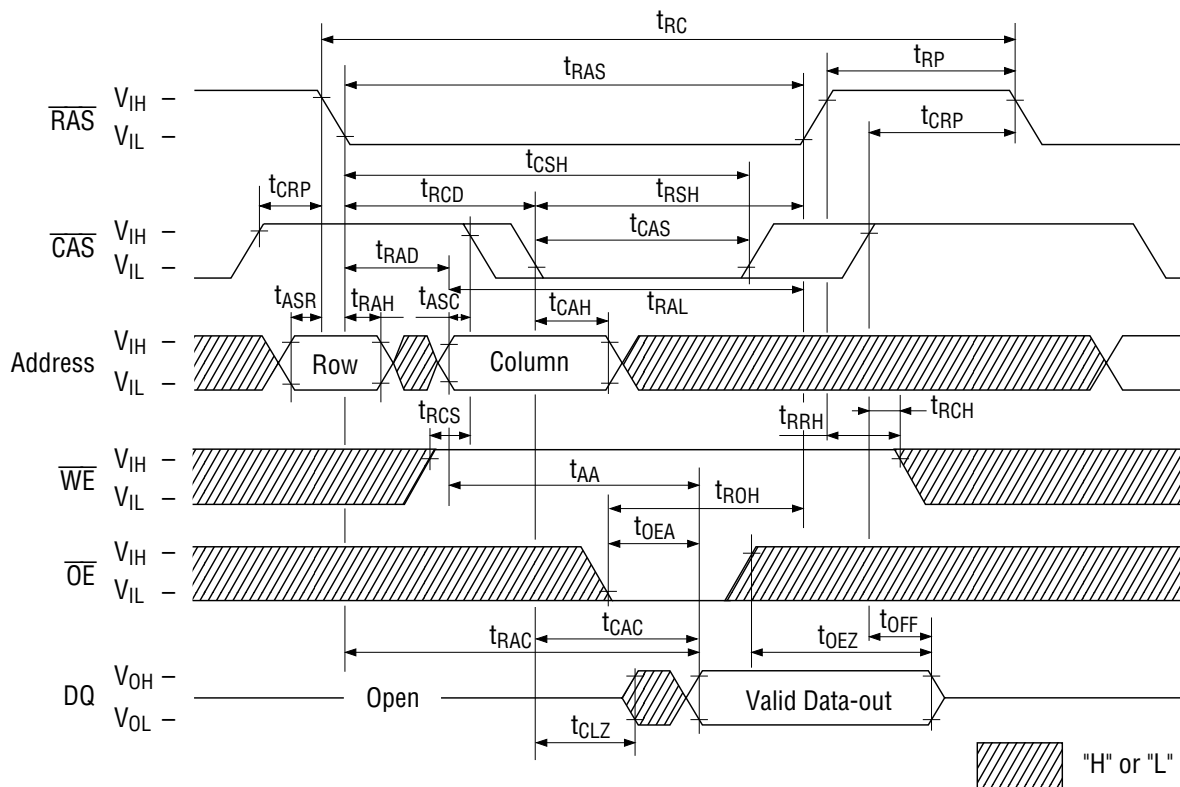 tRC
tRAS
tRP
VIH
RAS
VIL
tCRP
tCSH
tCRP
tRCD
tRSH
VIH
CAS
VIL
tCAS
tRAD
tRAL
tASR
tRAH
tASC
tCAH
VIH
Address
VIL
Row
Column
tRCS
tRRH
tRCH
VIH
WE
VIL
tAA
tROH
tOEA
VIH
OE
VIL
tCAC
tOFF
tRAC
tOEZ
VOH
DQ
VOL
Open
Valid Data-out
tCLZ
"H" or "L"